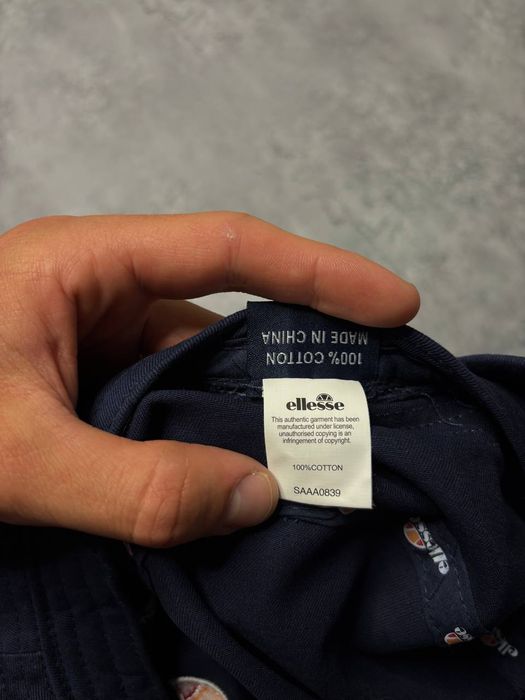 100% COTTON
MADE IN CHINA
ellesse
This authentic garment has been
manufactured under license,
unauthorised copying is an
infringement of copyright.
100%COTTON
SAAA0839
ellesse